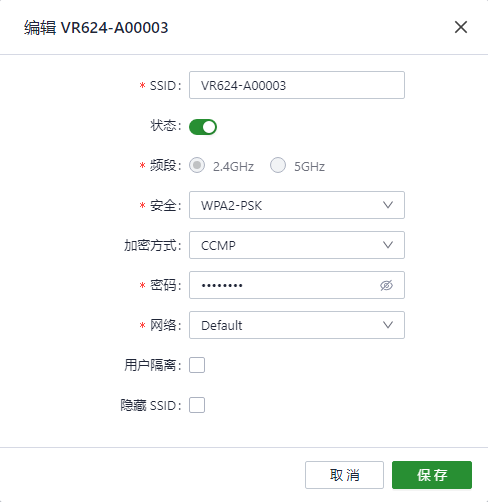 编辑 VR624-A00003
* SSID: VR624-A00003
状态:
* 频段: 2.4GHz 5GHz
* 安全: WPA2-PSK
加密方式: CCMP
* 密码: ••••••••
* 网络: Default
用户隔离:
隐藏 SSID:
取消 保存